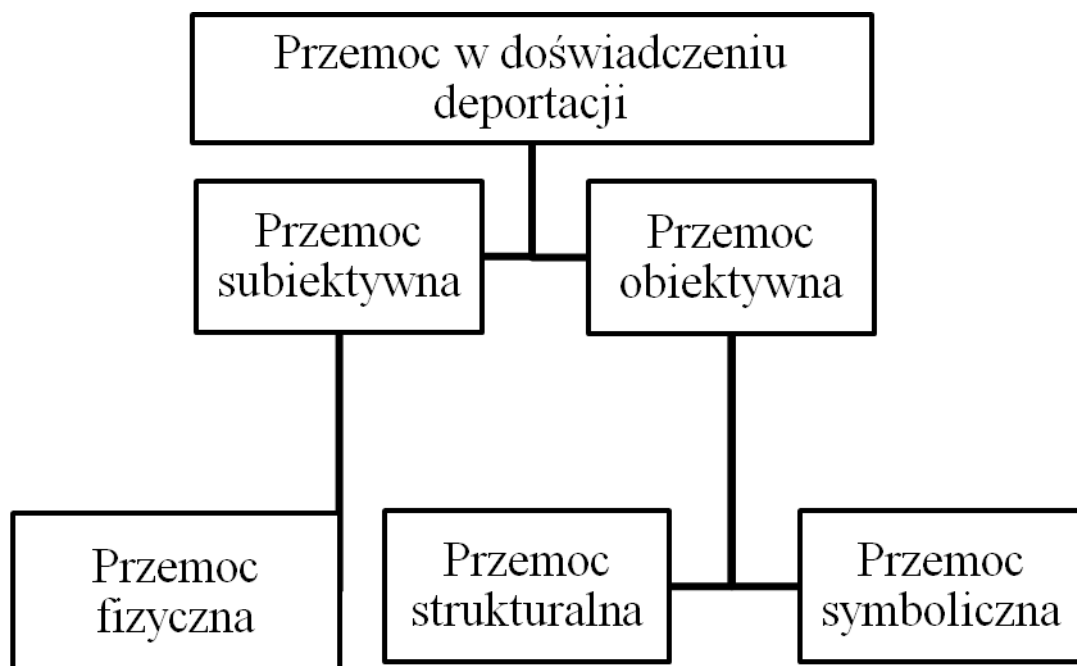 Przemoc w doświadczeniu
deportacji
Przemoc
subiektywna
Przemoc
obiektywna
Przemoc
fizyczna
Przemoc
strukturalna
Przemoc
symboliczna